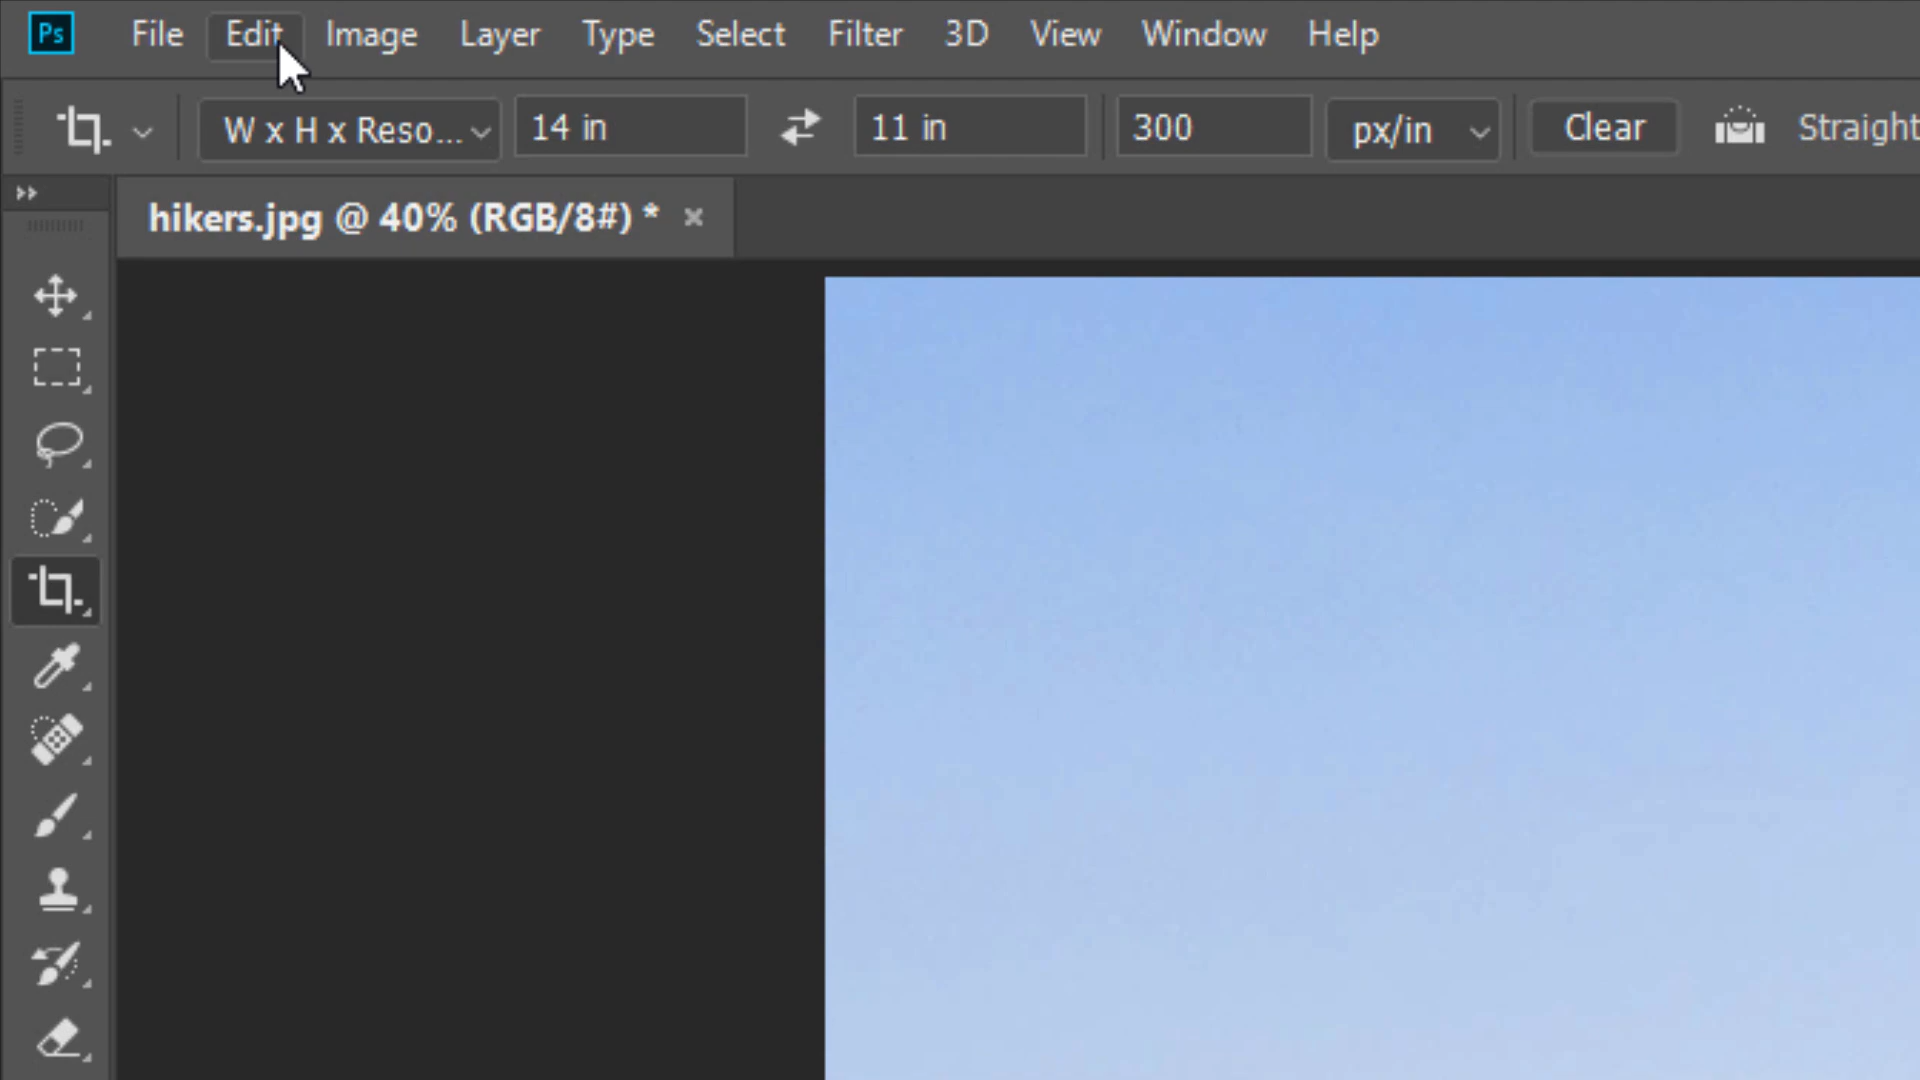 Ps File Edit Image Layer Type Select Filter 3D View Window Help
W x H x Reso... 14 in 11 in 300 px/in Clear Straight
hikers.jpg @ 40% (RGB/8#) * ×